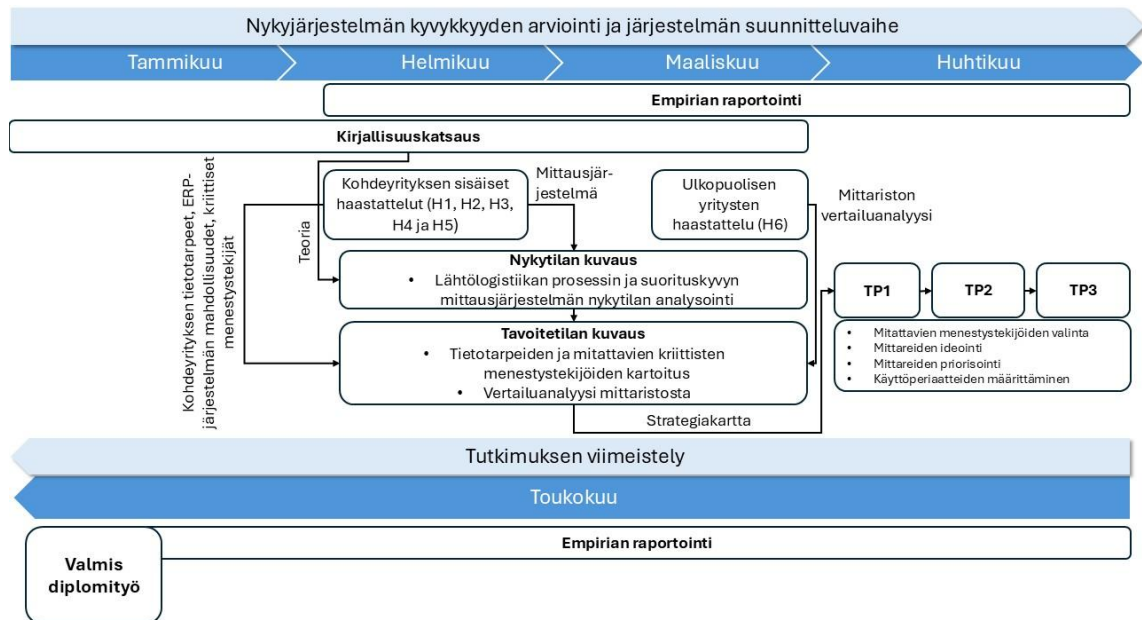 Nykyjärjestelmän kyvykkyyden arviointi ja järjestelmän suunnitteluvaihe
Tammikuu
Helmikuu
Maaliskuu
Huhtikuu
Empirian raportointi
Kirjallisuuskatsaus
Kohdeyrityksen tietotarpeet, ERP-
järjestelmän mahdollisuudet, kriittiset
menestystekijät
Teoria
Kohdeyrityksen sisäiset
haastattelut (H1, H2, H3,
H4 ja H5)
Mittausjär-
jestelmä
Ulkopuolisen
yritysten
haastattelu (H6)
Mittariston
vertailuanalyysi
Nykytilan kuvaus
• Lähtölogistiikan prosessin ja suorituskyvyn
mittausjärjestelmän nykytilan analysointi
Tavoitetilan kuvaus
• Tietotarpeiden ja mitattavien kriittisten
menestystekijöiden kartoitus
• Vertailuanalyysi mittaristosta
Strategiakartta
TP1
TP2
TP3
• Mitattavien menestystekijöiden valinta
• Mittareiden ideointi
• Mittareiden priorisointi
• Käyttöperiaatteiden määrittäminen
Tutkimuksen viimeistely
Toukokuu
Empirian raportointi
Valmis
diplomityö